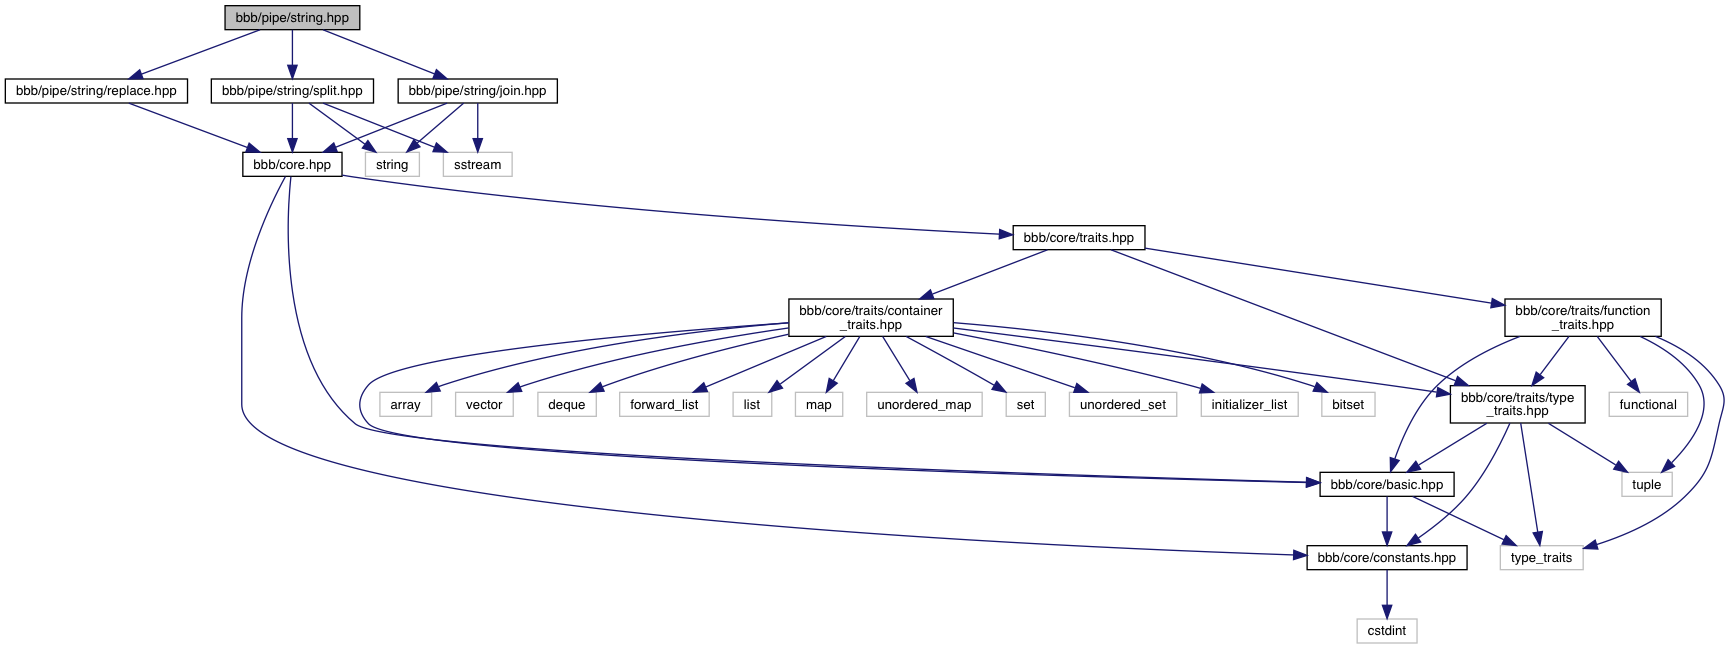 bbb/pipe/string.hpp
bbb/pipe/string/replace.hpp
bbb/pipe/string/split.hpp
bbb/pipe/string/join.hpp
bbb/core.hpp
string
sstream
bbb/core/traits.hpp
bbb/core/traits/container
_traits.hpp
bbb/core/traits/function
_traits.hpp
array
vector
deque
forward_list
list
map
unordered_map
set
unordered_set
initializer_list
bitset
bbb/core/traits/type
_traits.hpp
functional
bbb/core/basic.hpp
tuple
bbb/core/constants.hpp
type_traits
cstdint